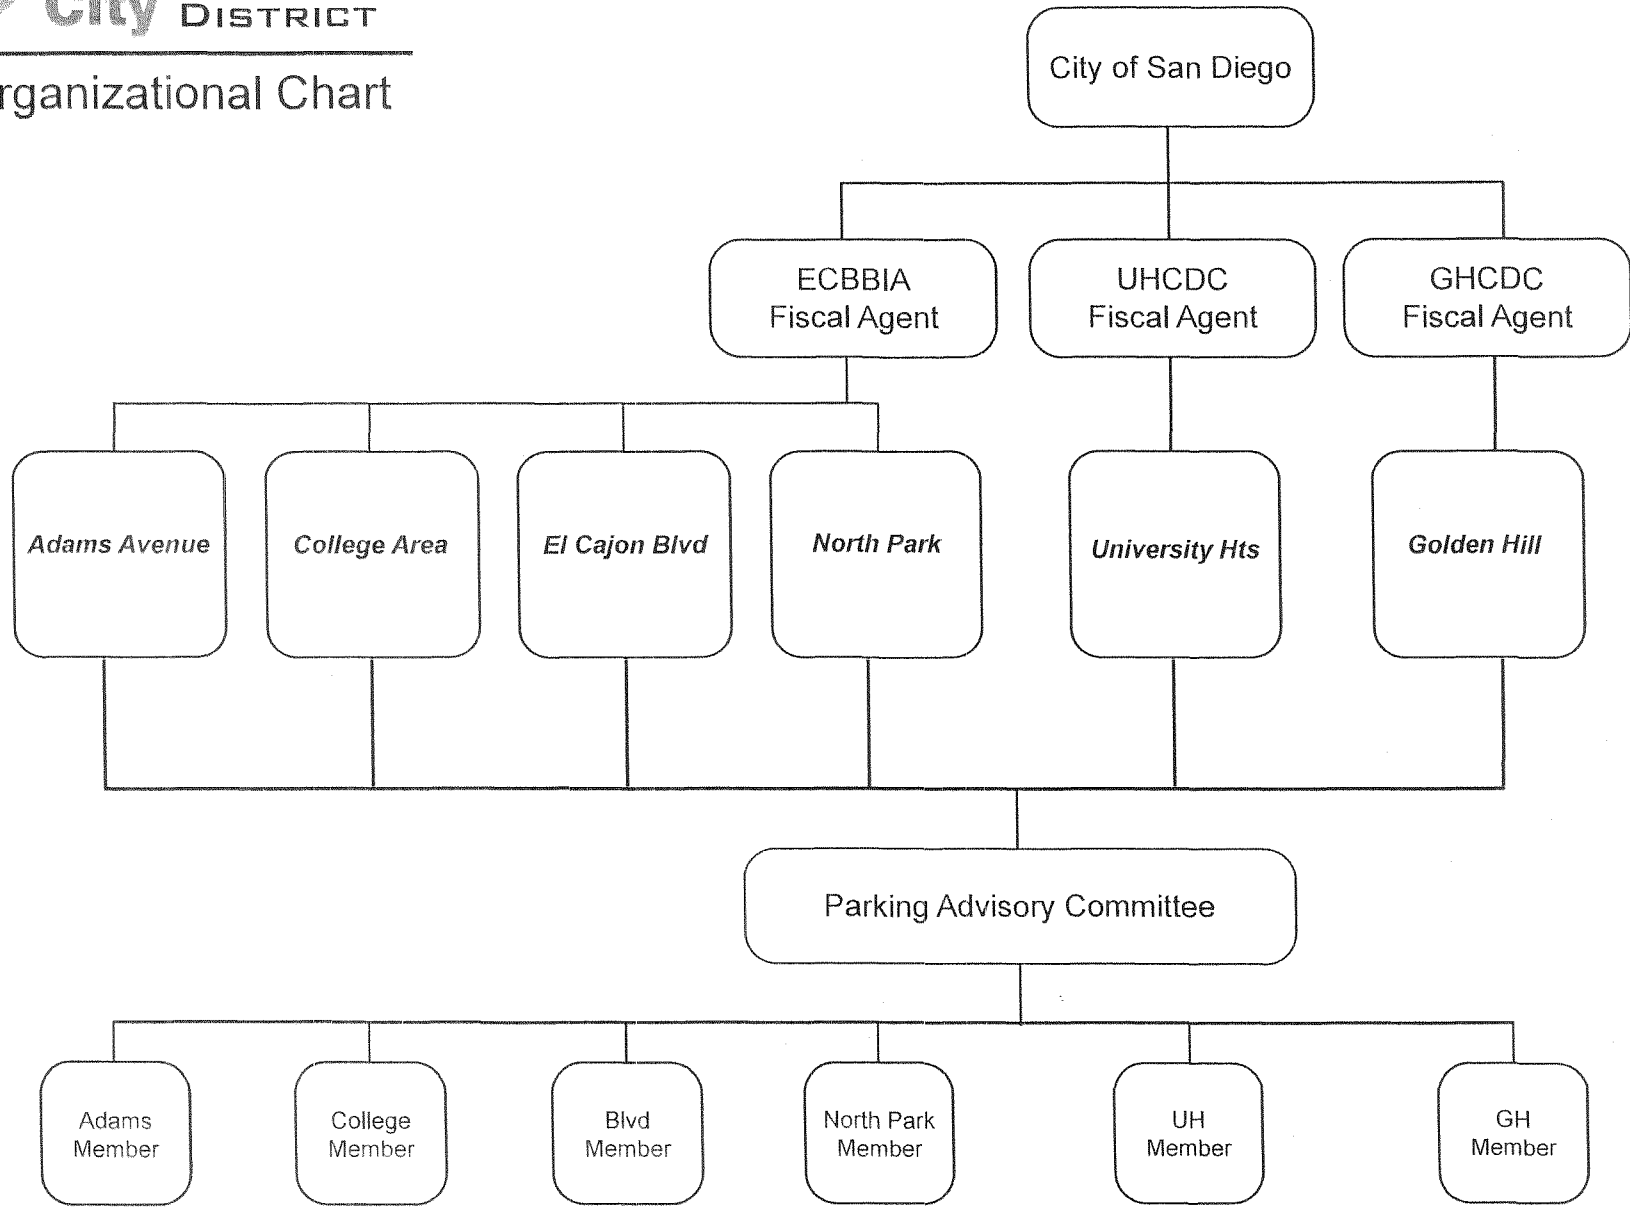 City DISTRICT
rganizational Chart
City of San Diego
ECBBIA
Fiscal Agent
UHCDC
Fiscal Agent
GHCDC
Fiscal Agent
Adams Avenue
College Area
El Cajon Blvd
North Park
University Hts
Golden Hill
Parking Advisory Committee
Adams
Member
College
Member
Blvd
Member
North Park
Member
UH
Member
GH
Member